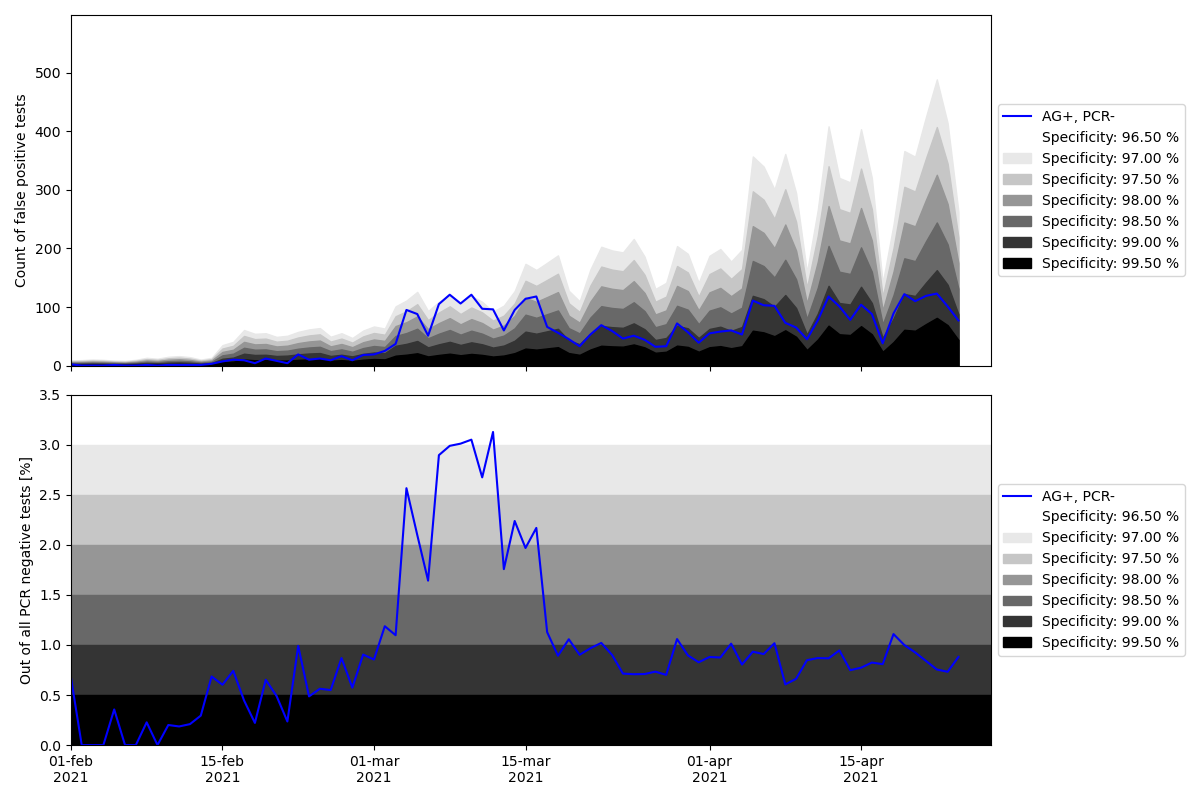 500
400
300
200
100
0
Count of false positive tests
AG+, PCR-
Specificity: 96.50 %
Specificity: 97.00 %
Specificity: 97.50 %
Specificity: 98.00 %
Specificity: 98.50 %
Specificity: 99.00 %
Specificity: 99.50 %
3.5
3.0
2.5
2.0
1.5
1.0
0.5
0.0
Out of all PCR negative tests [%]
AG+, PCR-
Specificity: 96.50 %
Specificity: 97.00 %
Specificity: 97.50 %
Specificity: 98.00 %
Specificity: 98.50 %
Specificity: 99.00 %
Specificity: 99.50 %
01-feb
2021
15-feb
2021
01-mar
2021
15-mar
2021
01-apr
2021
15-apr
2021